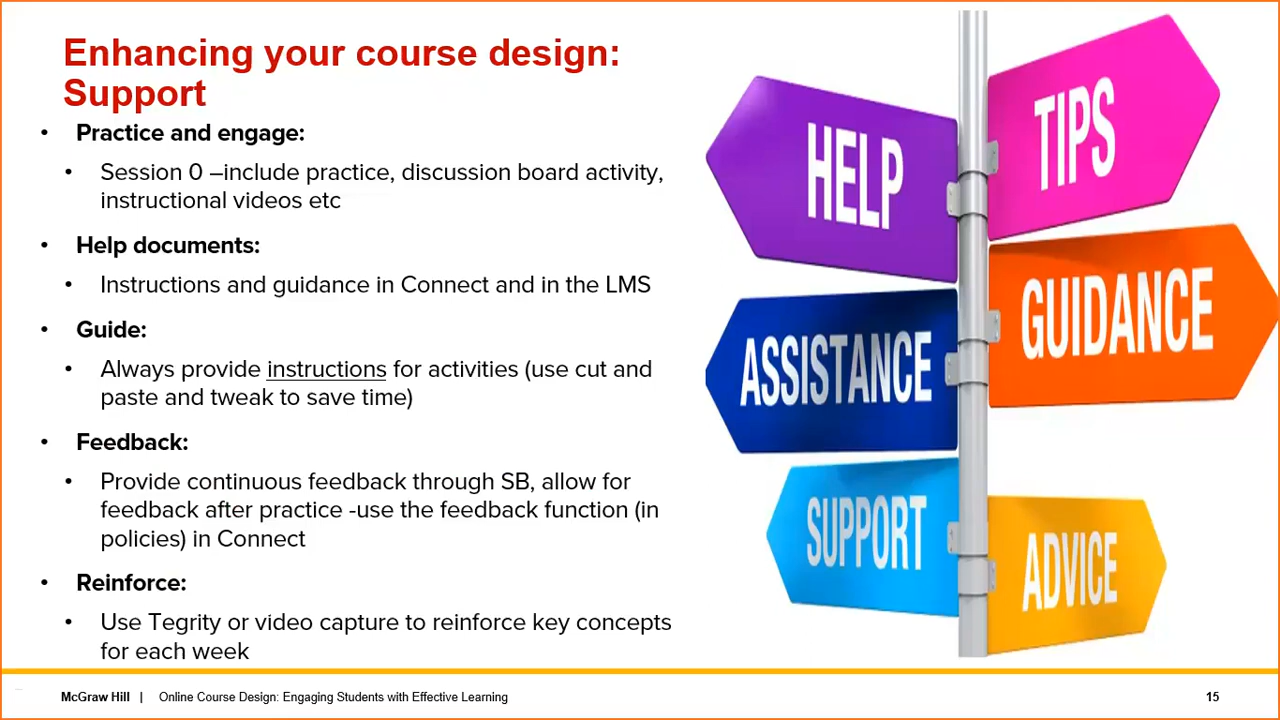 Enhancing your course design:
Support
• Practice and engage:
• Session 0 –include practice, discussion board activity,
instructional videos etc
• Help documents:
• Instructions and guidance in Connect and in the LMS
• Guide:
• Always provide instructions for activities (use cut and
paste and tweak to save time)
• Feedback:
• Provide continuous feedback through SB, allow for
feedback after practice -use the feedback function (in
policies) in Connect
• Reinforce:
• Use Tegrity or video capture to reinforce key concepts
for each week
HELP
TIPS
ASSISTANCE
GUIDANCE
SUPPORT
ADVICE
McGraw Hill | Online Course Design: Engaging Students with Effective Learning
15